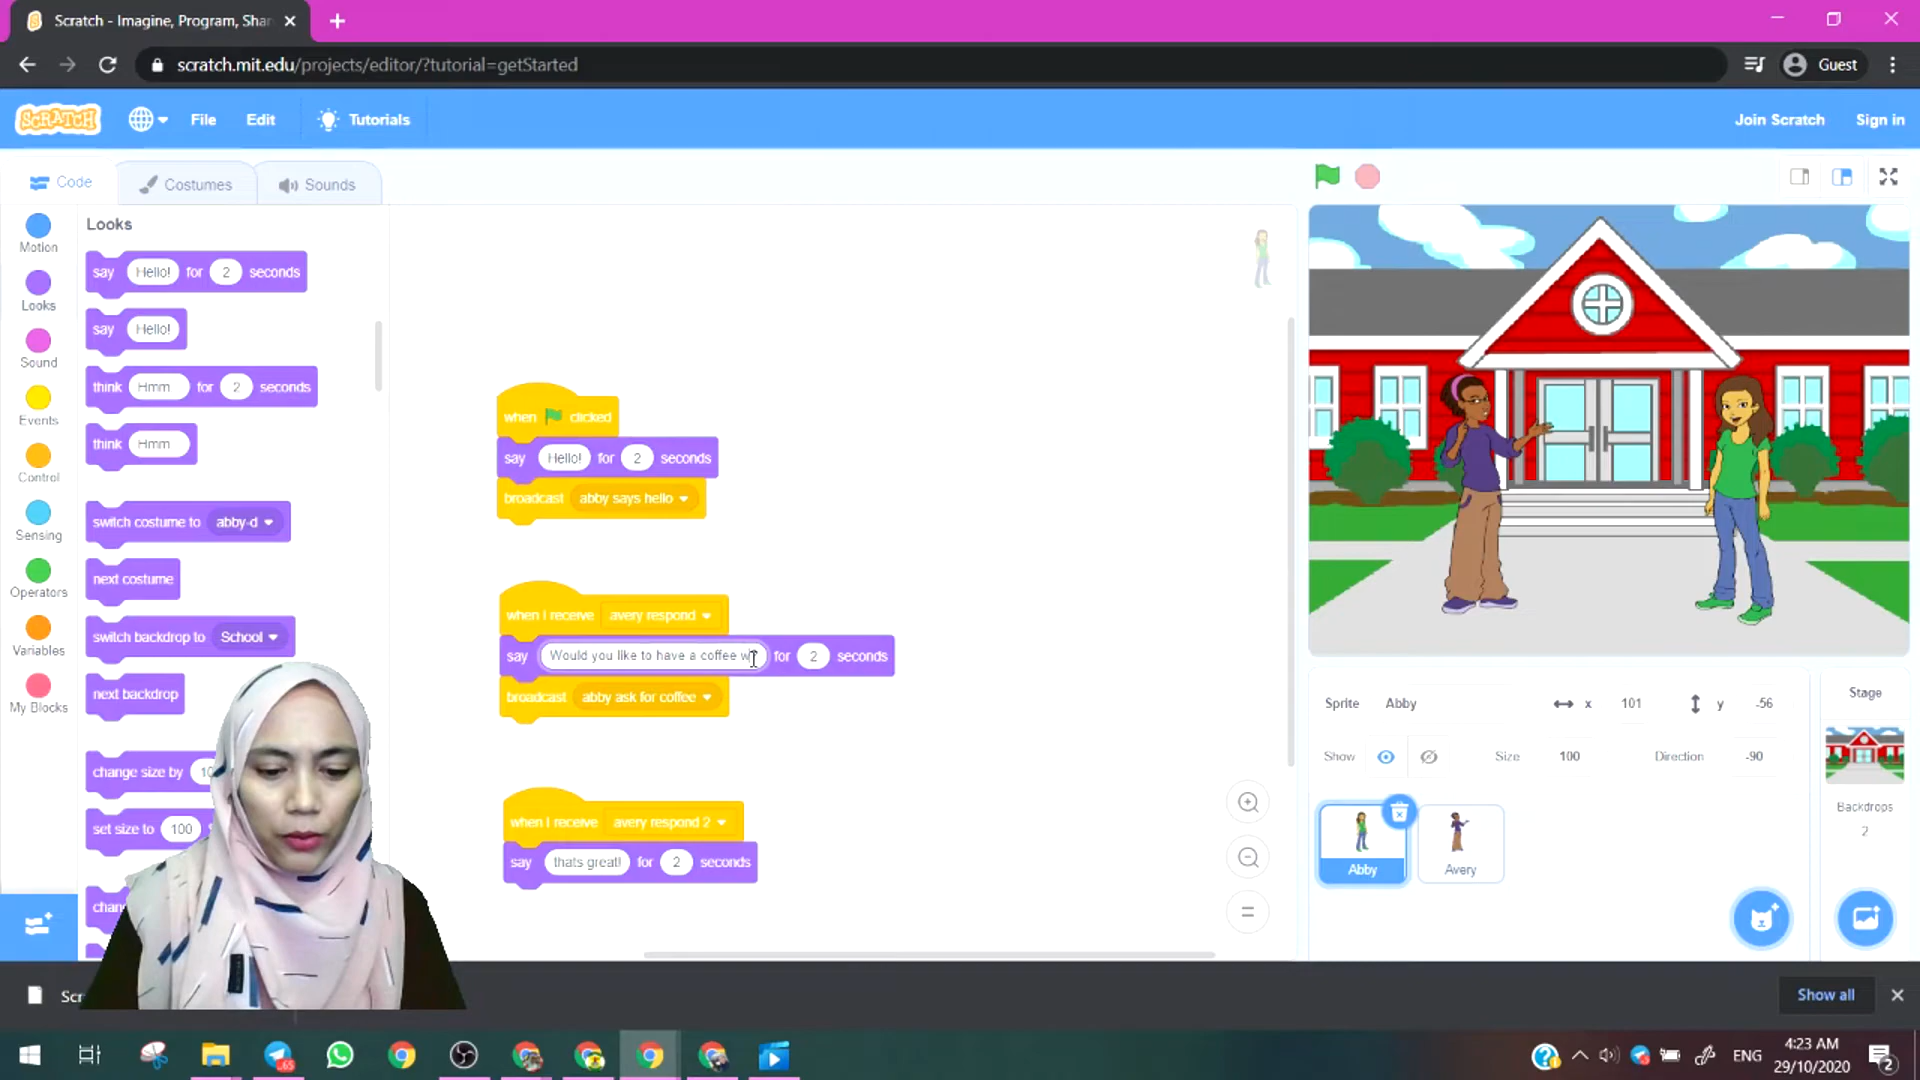 Scratch - Imagine, Program, Shar
scratch.mit.edu/projects/editor/?tutorial=getStarted
Guest
SCRATCH
File
Edit
Tutorials
Join Scratch
Sign in
Code
Costumes
Sounds
Motion
Looks
Sound
Events
Control
Sensing
Operators
Variables
My Blocks
Looks
say Hello! for 2 seconds
say Hello!
think Hmm for 2 seconds
think Hmm
switch costume to abby-d
next costume
switch backdrop to School
next backdrop
change size by 10
set size to 100
when clicked
say Hello! for 2 seconds
broadcast abby says hello
when I receive avery respond
say Would you like to have a coffee w for 2 seconds
broadcast abby ask for coffee
when I receive avery respond 2
say thats great! for 2 seconds
Sprite Abby x 101 y -56
Show Size 100 Direction -90
Abby
Avery
Stage
Backdrops
2
Show all
65
ENG
4:23 AM
29/10/2020
2